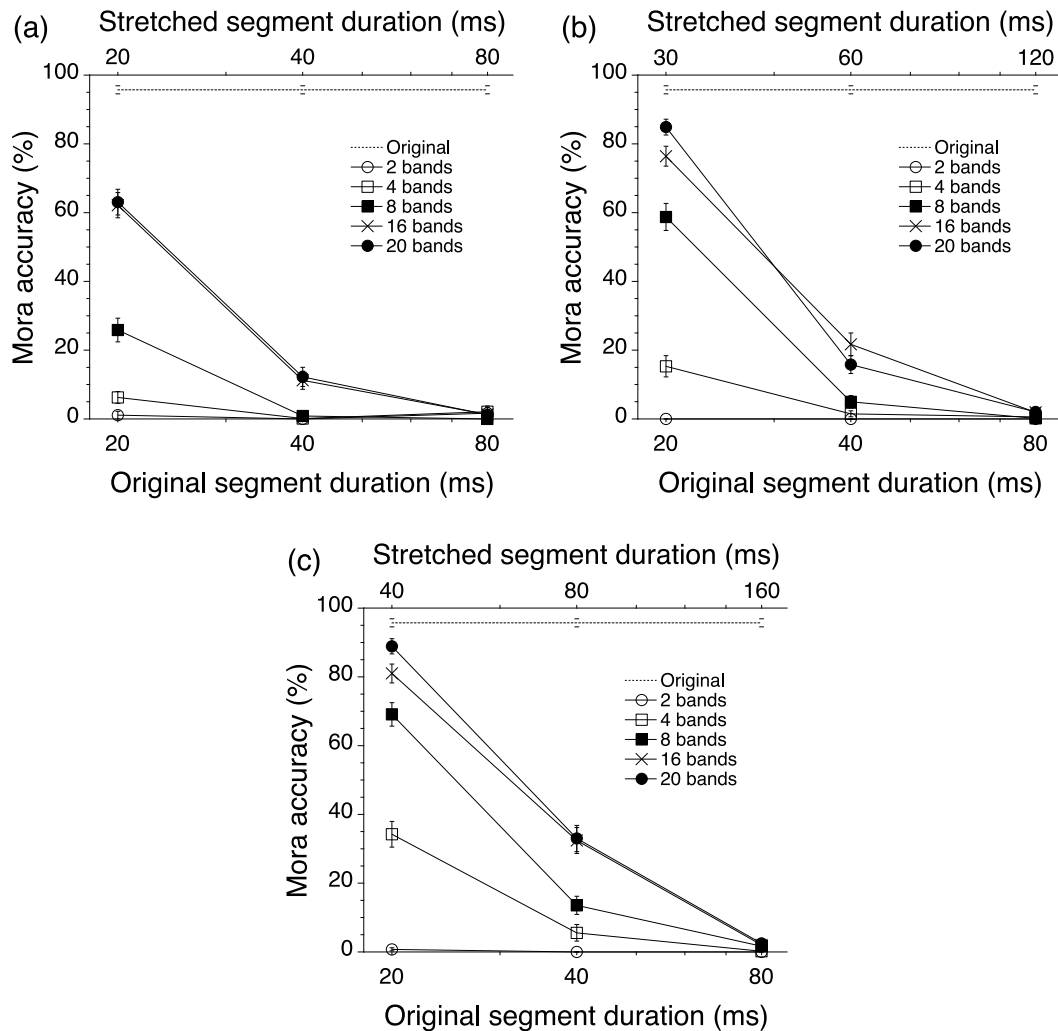 (a)
Stretched segment duration (ms)
20 40 80
100
80
60
40
20
0
Mora accuracy (%)
Original
2 bands
4 bands
8 bands
16 bands
20 bands
20 40 80
Original segment duration (ms)
(b)
Stretched segment duration (ms)
30 60 120
100
80
60
40
20
0
Mora accuracy (%)
Original
2 bands
4 bands
8 bands
16 bands
20 bands
20 40 80
Original segment duration (ms)
(c)
Stretched segment duration (ms)
40 80 160
100
80
60
40
20
0
Mora accuracy (%)
Original
2 bands
4 bands
8 bands
16 bands
20 bands
20 40 80
Original segment duration (ms)